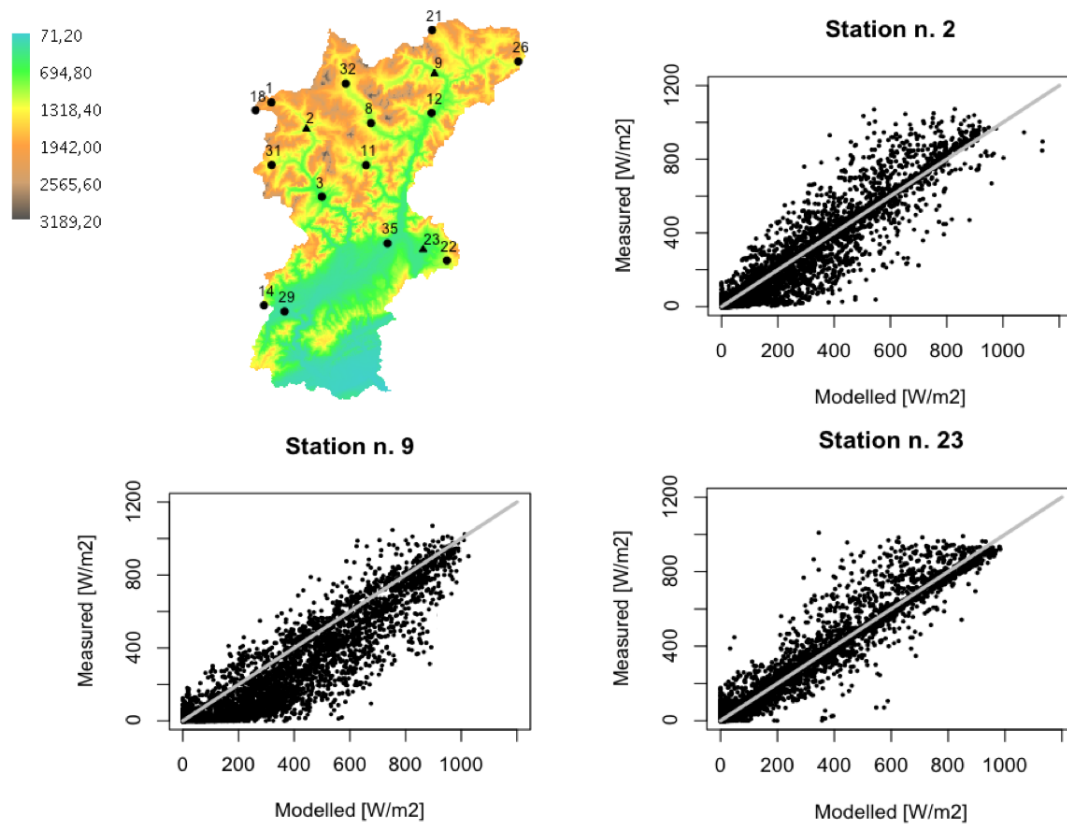 71,20
694,80
1318,40
1942,00
2565,60
3189,20
21
26
32
9
1
18
12
8
2
31
11
3
35
23
22
14
29
Station n. 2
Measured [W/m2]
0 400 800 1200
0 200 400 600 800 1000
Modelled [W/m2]
Station n. 9
Measured [W/m2]
0 400 800 1200
0 200 400 600 800 1000
Modelled [W/m2]
Station n. 23
Measured [W/m2]
0 400 800 1200
0 200 400 600 800 1000
Modelled [W/m2]